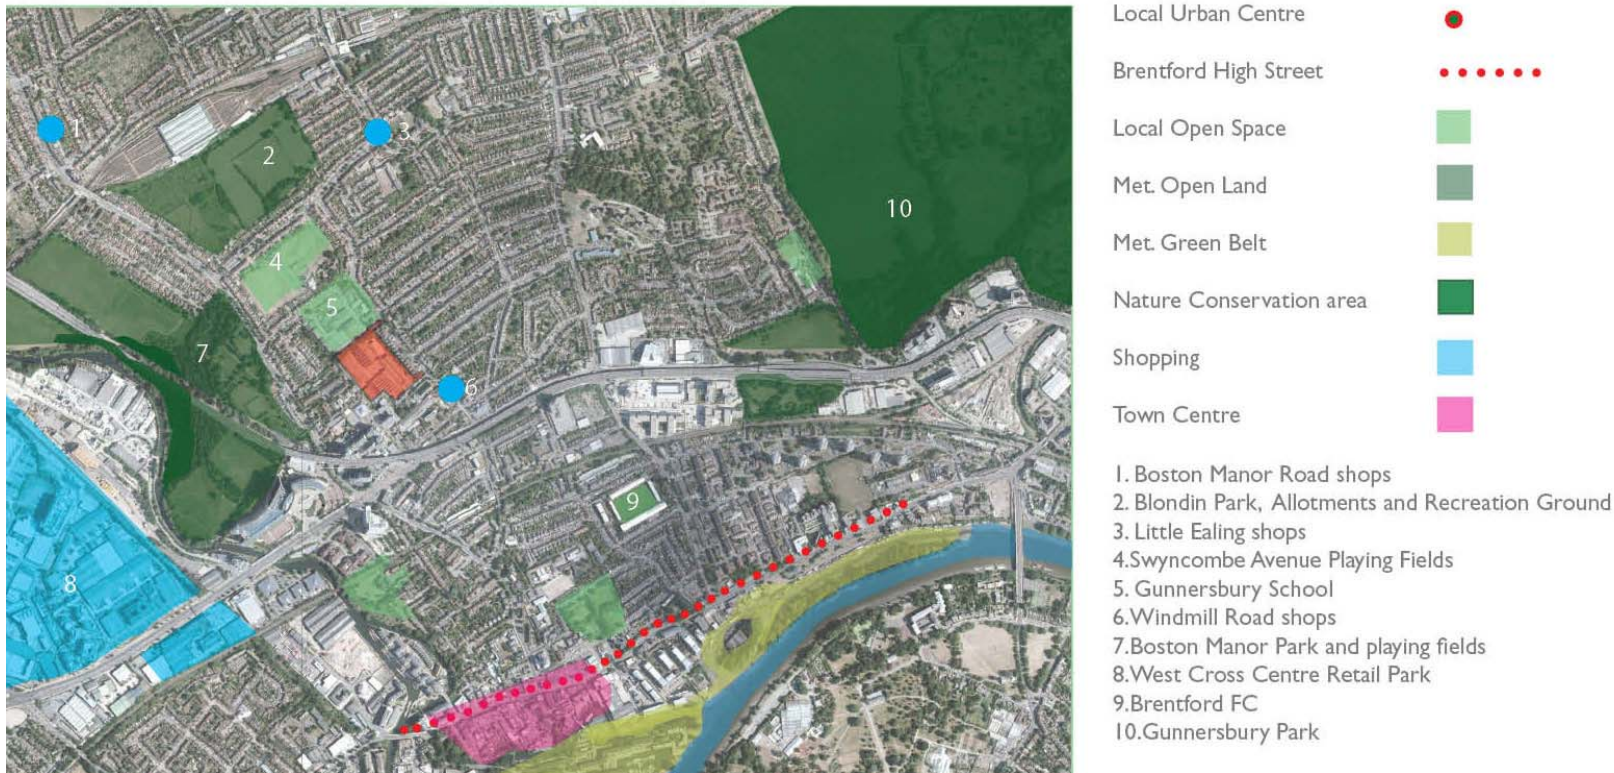 1
2
3
4
5
6
7
8
9
10
Local Urban Centre
Brentford High Street
Local Open Space
Met. Open Land
Met. Green Belt
Nature Conservation area
Shopping
Town Centre
1. Boston Manor Road shops
2. Blondin Park, Allotments and Recreation Ground
3. Little Ealing shops
4.Swyncombe Avenue Playing Fields
5. Gunnersbury School
6.Windmill Road shops
7.Boston Manor Park and playing fields
8.West Cross Centre Retail Park
9.Brentford FC
10.Gunnersbury Park